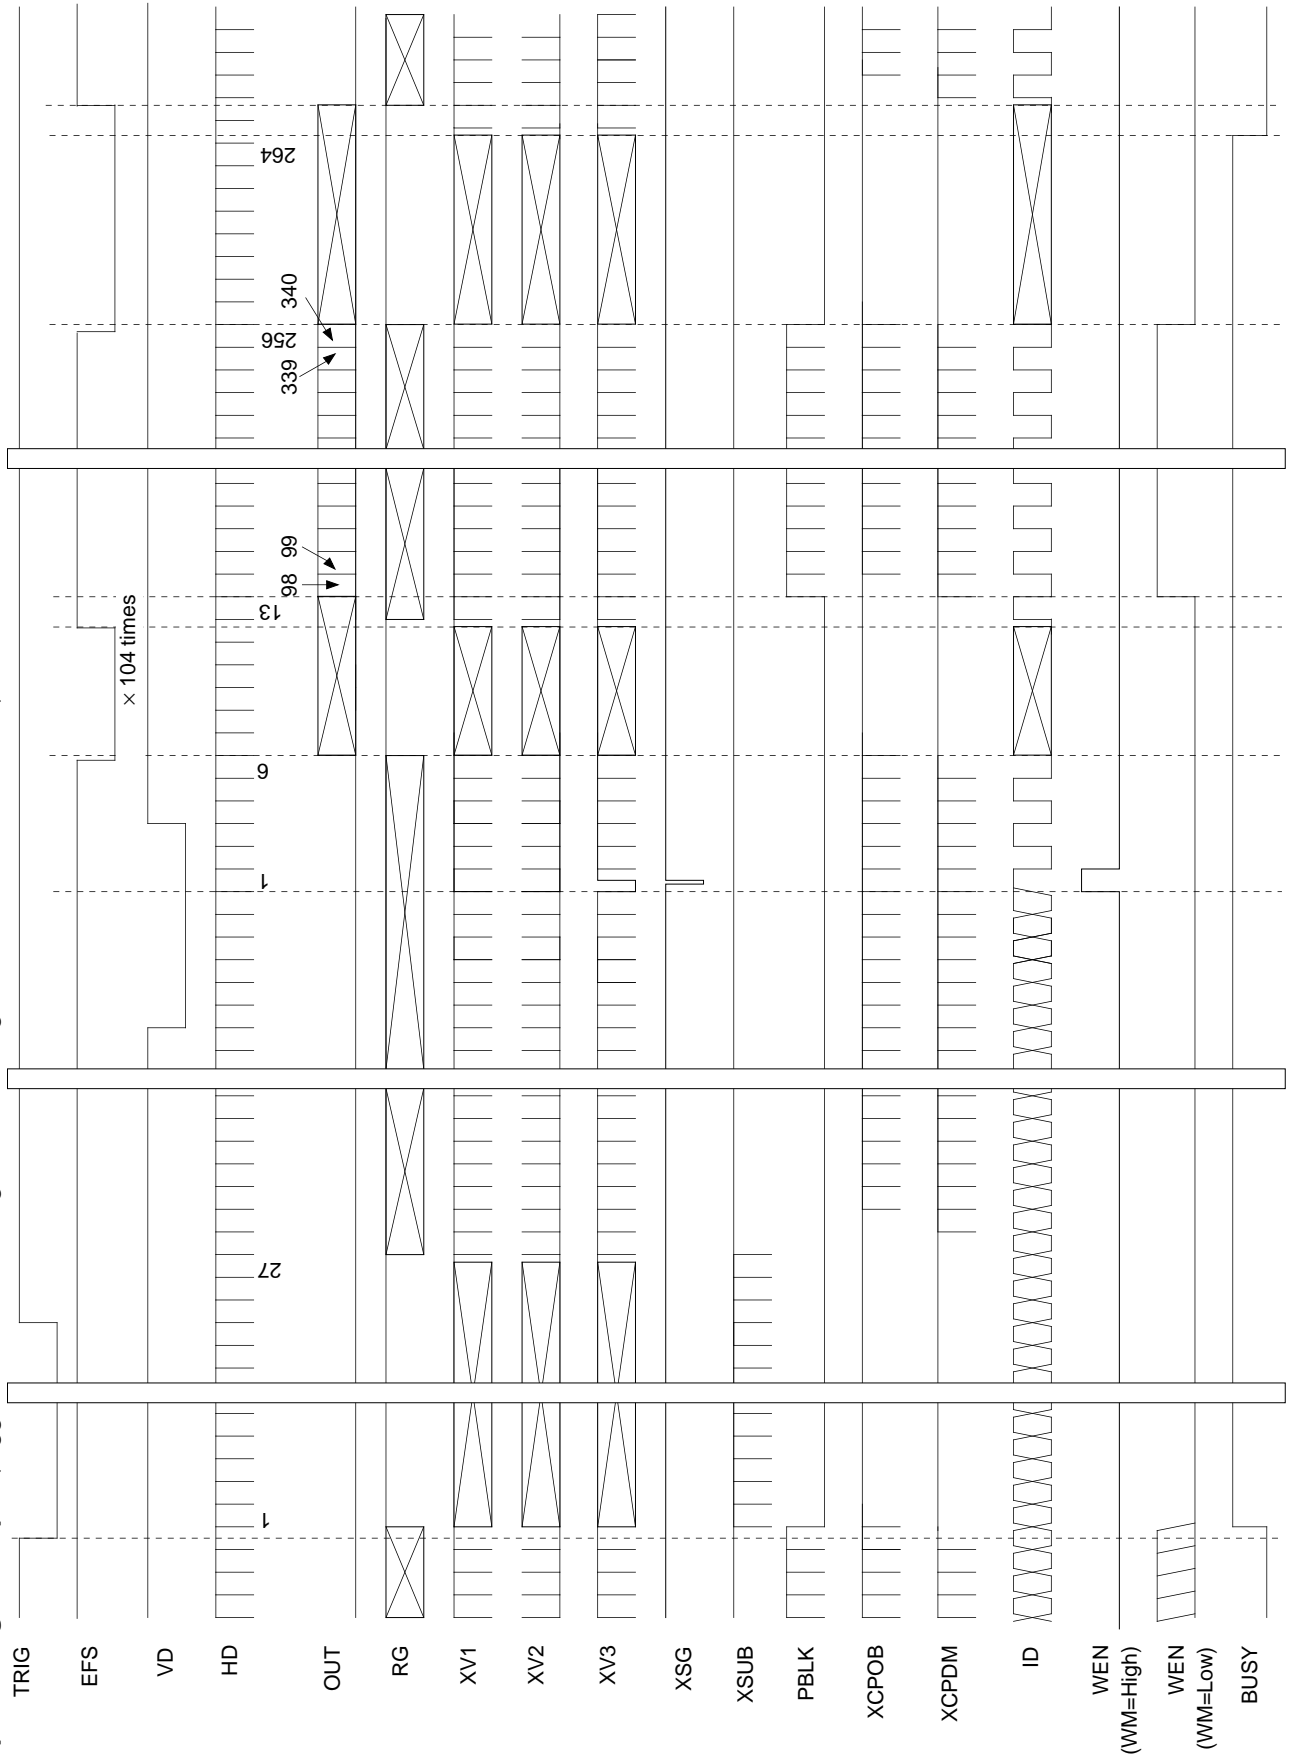 TRIG
EFS
VD
HD
OUT
RG
XV1
XV2
XV3
XSG
XSUB
PBLK
XCPOB
XCPDM
ID
WEN
(WM=High)
WEN
(WM=Low)
BUSY
1
27
1
6
13
256
264
× 104 times
98
99
339
340